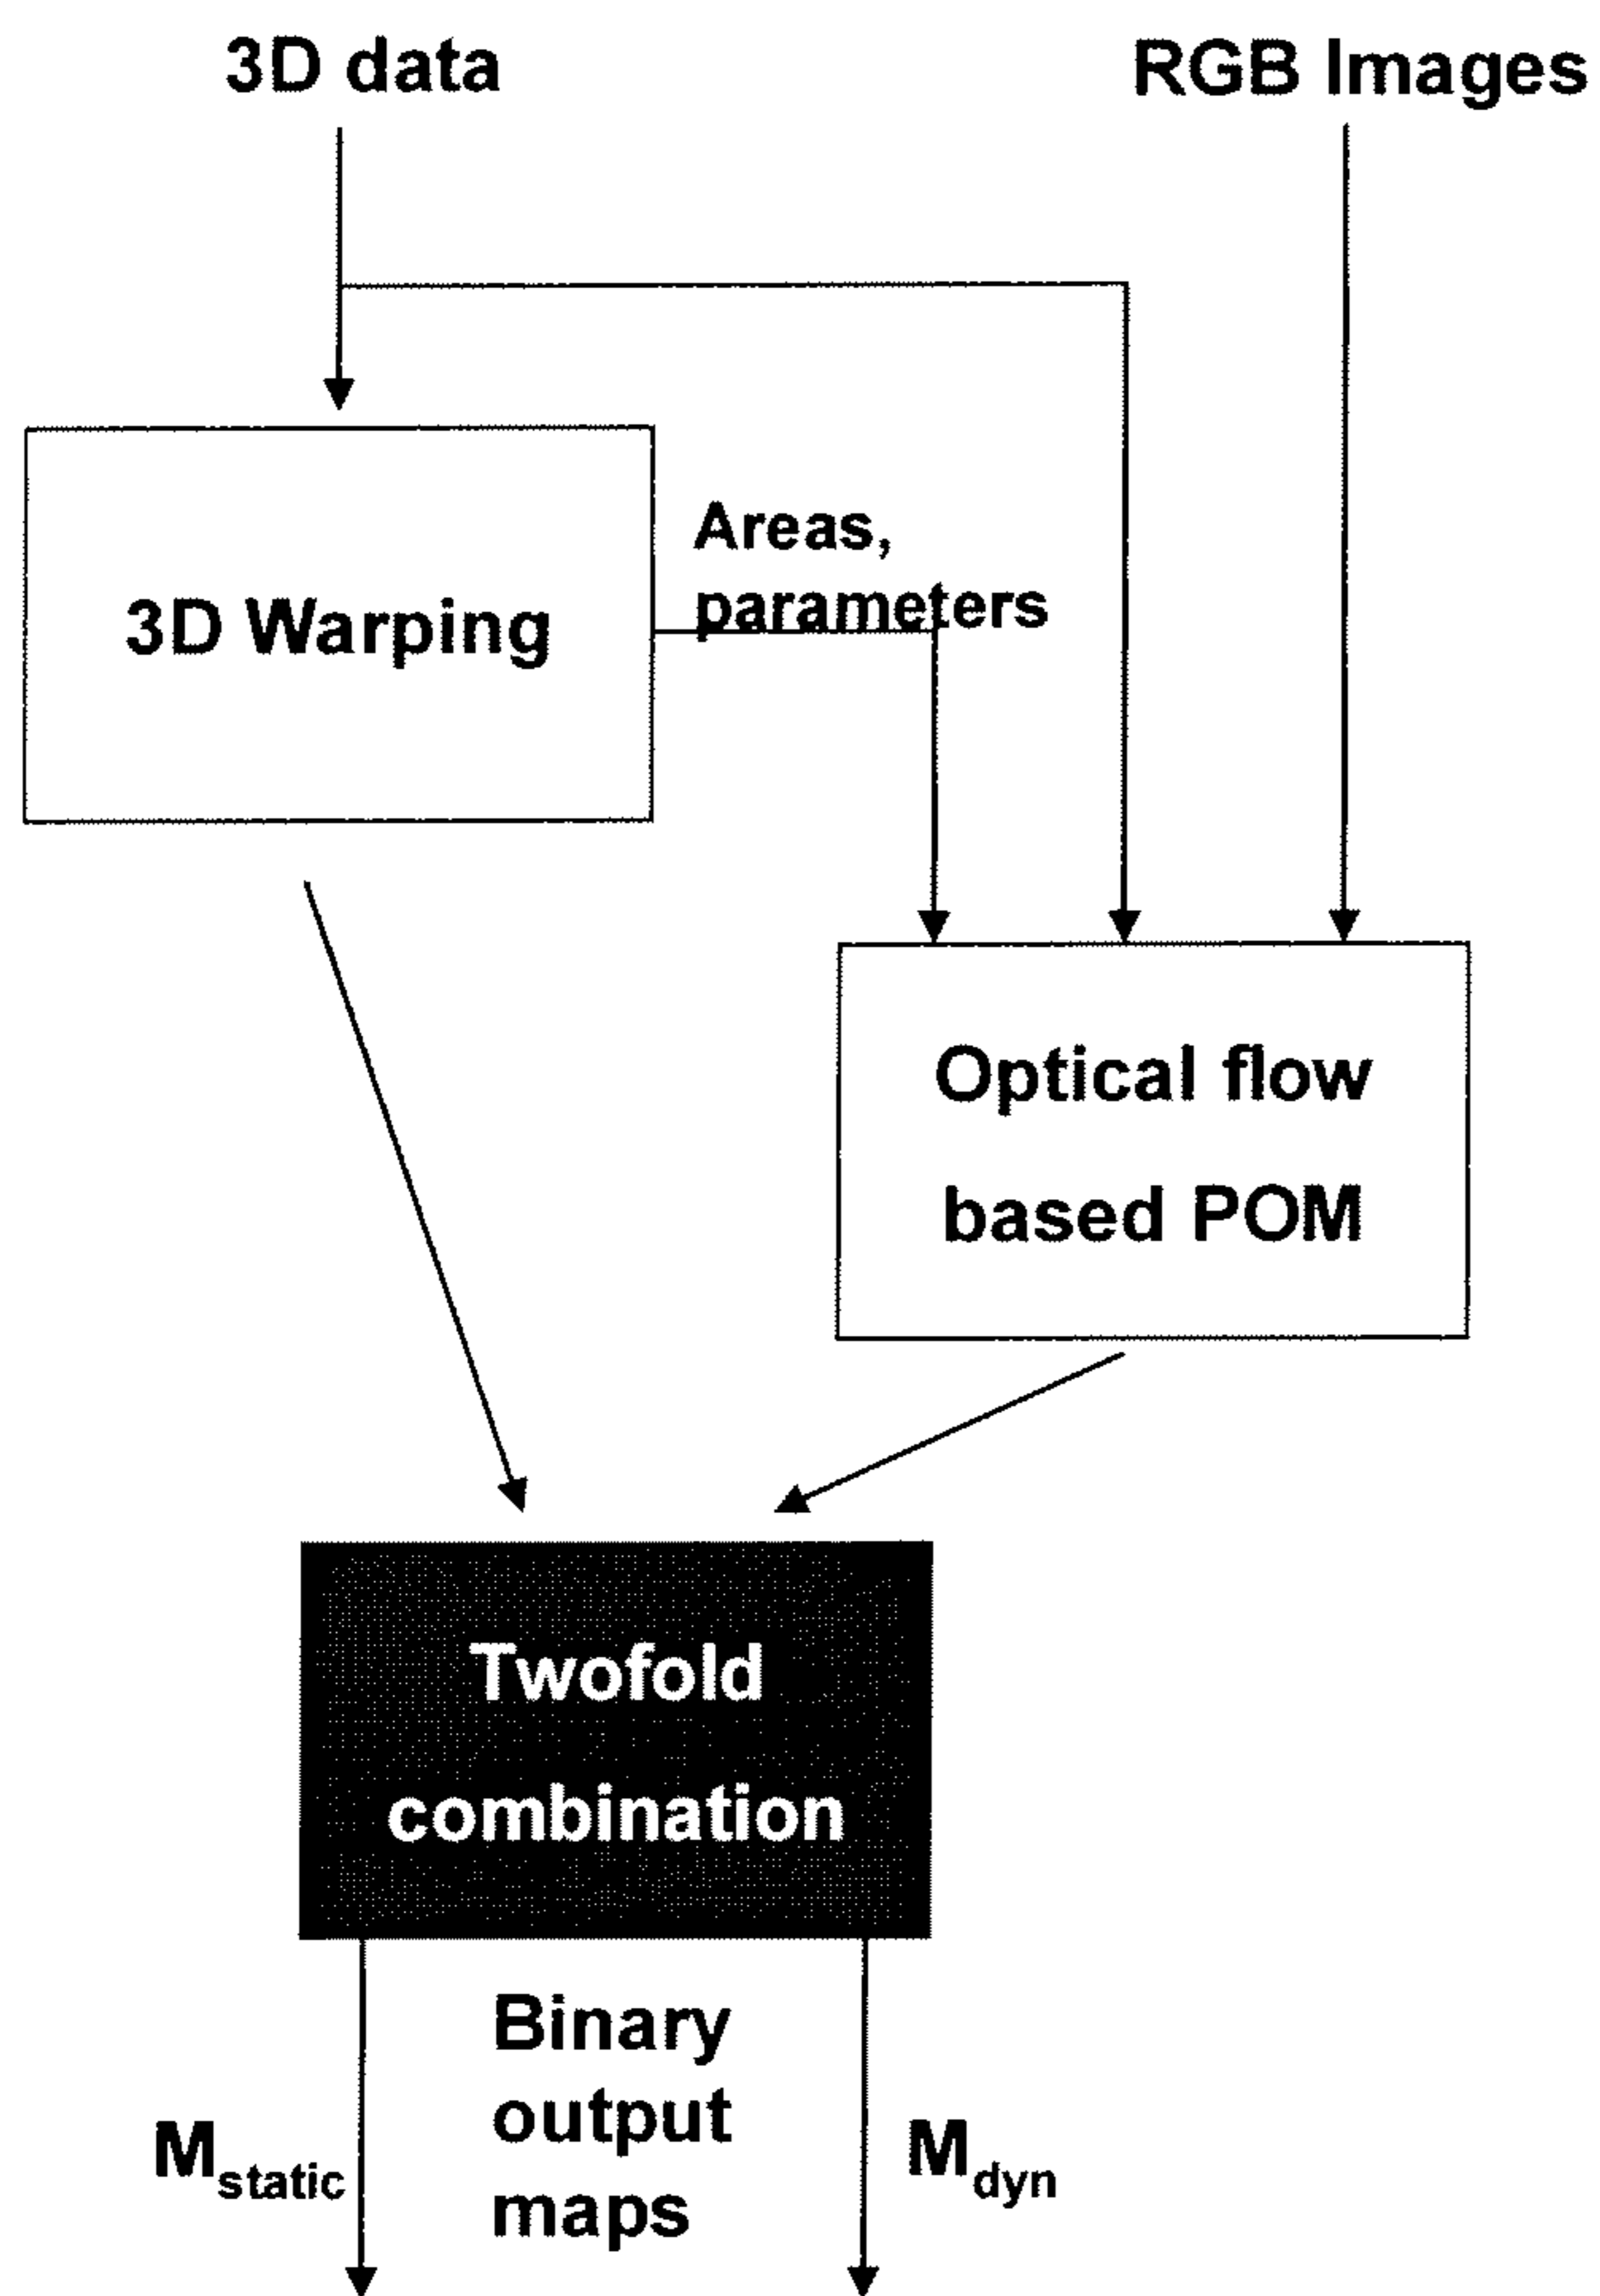 3D data
RGB Images
Areas,
parameters
3D Warping
Optical flow
based POM
Twofold
combination
Binary
output
maps
Mstatic
Mdyn